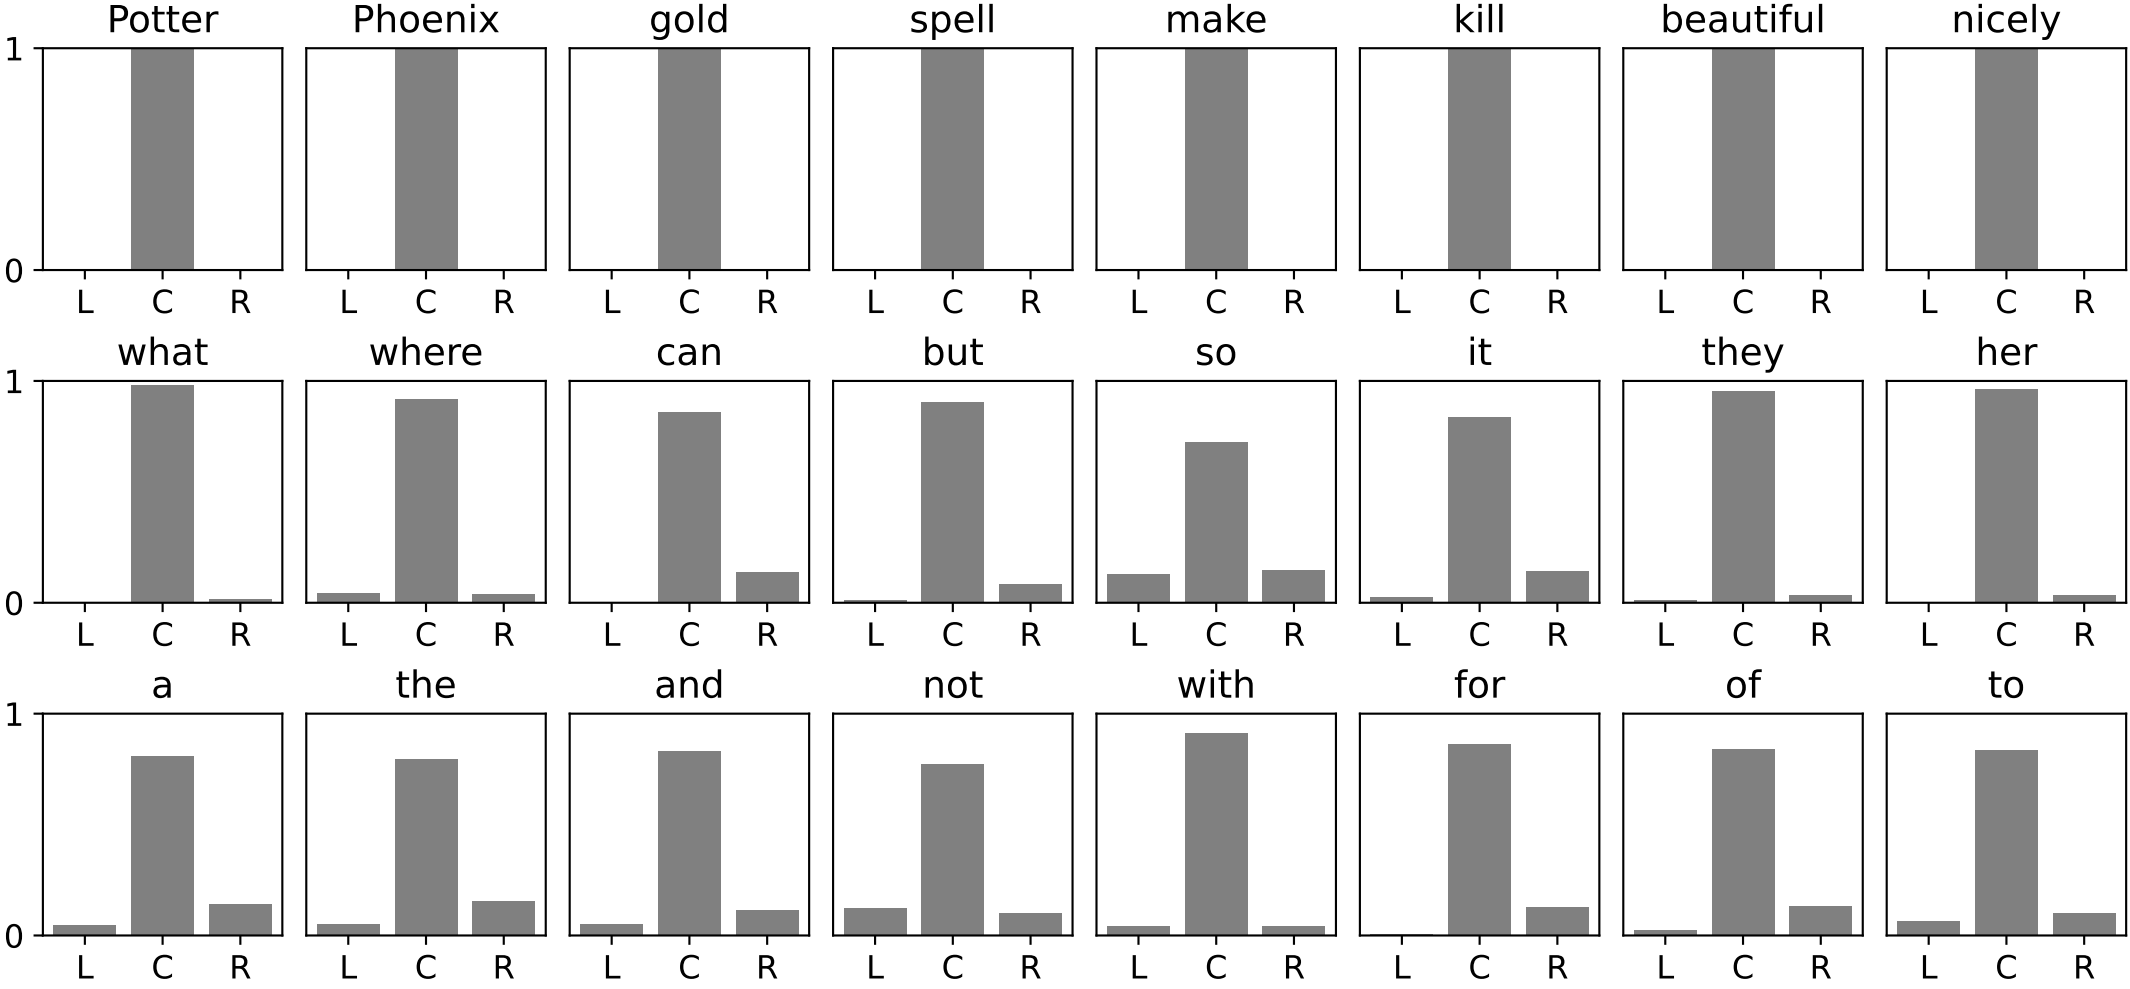 Potter Phoenix gold spell make kill beautiful nicely
1
0
L C R L C R L C R L C R L C R L C R L C R L C R
what where can but so it they her
1
0
L C R L C R L C R L C R L C R L C R L C R L C R
a the and not with for of to
1
0
L C R L C R L C R L C R L C R L C R L C R L C R